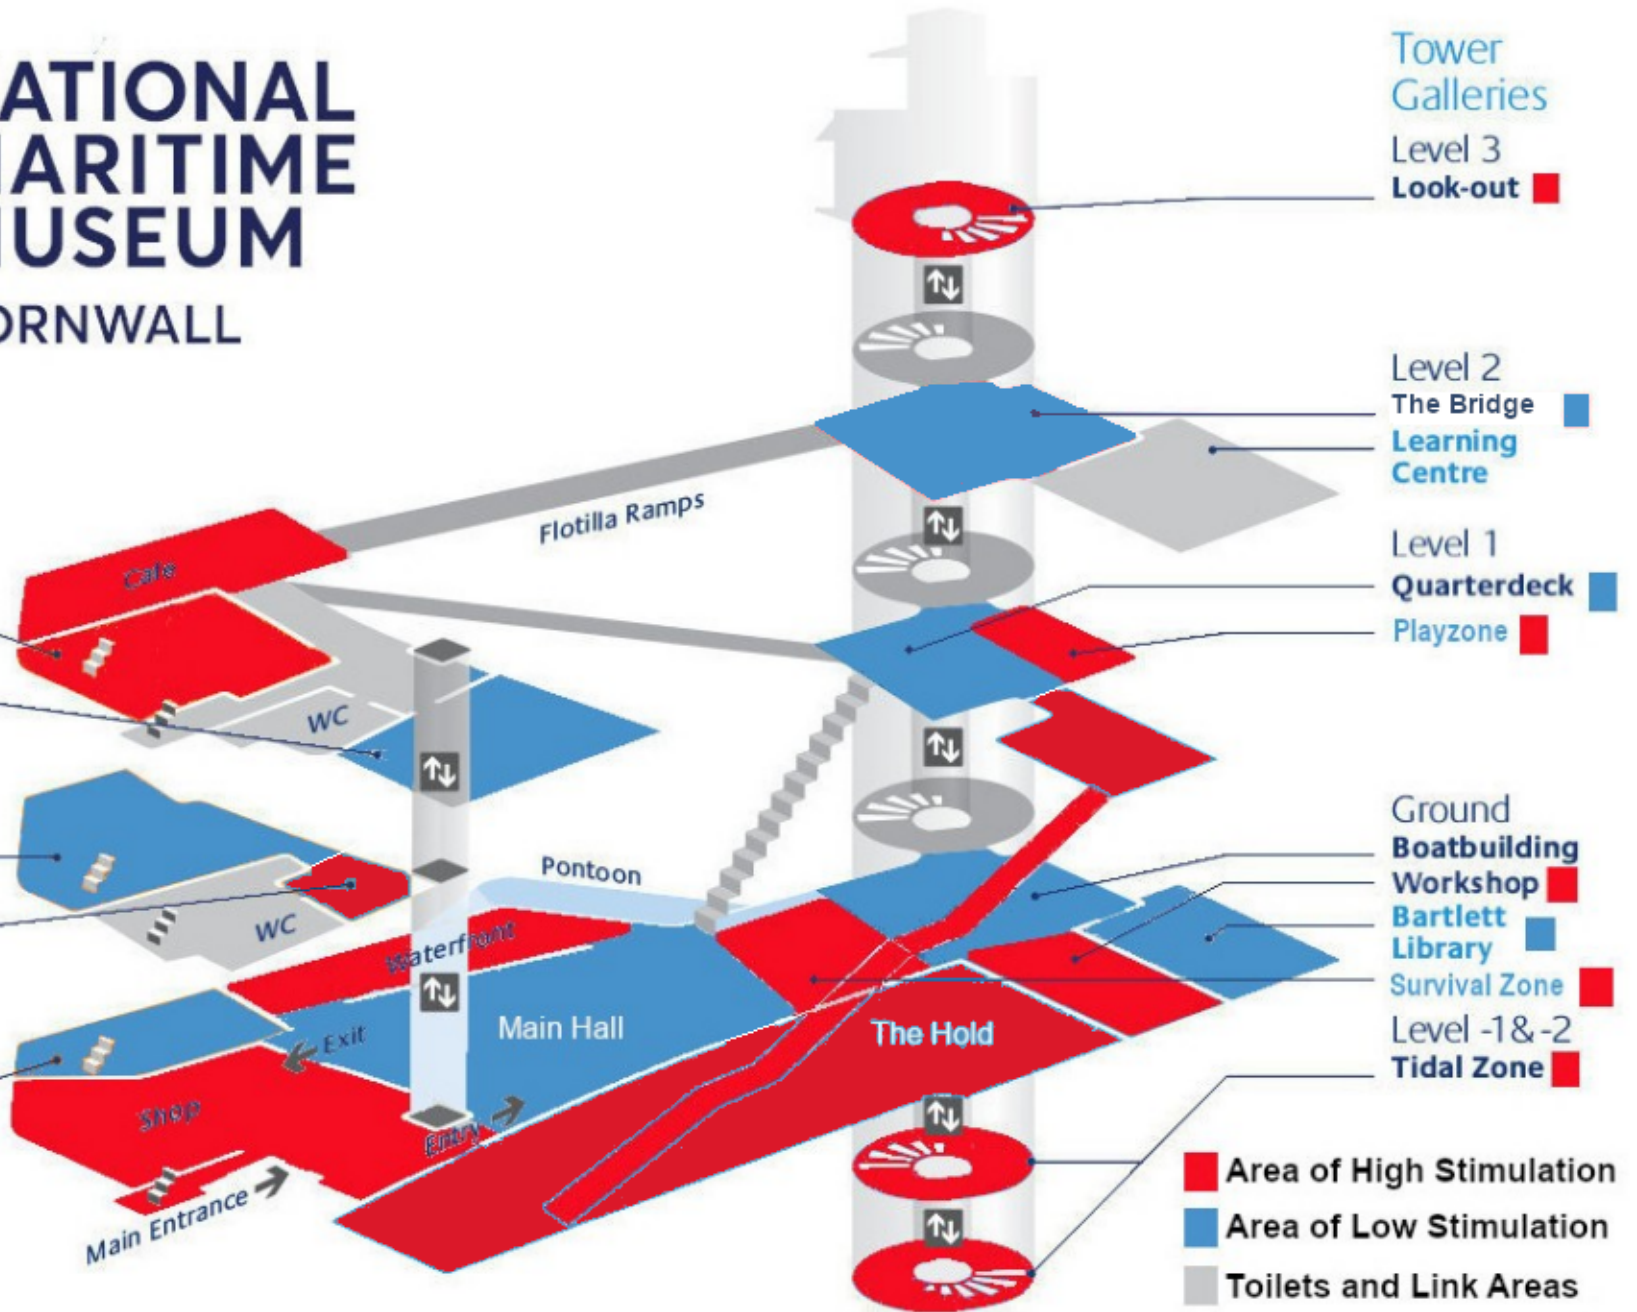 ATIONAL
ARITIME
USEUM
ORNWALL
Tower
Galleries
Level 3
Look-out
Level 2
The Bridge
Learning
Centre
Flotilla Ramps
Level 1
Quarterdeck
Playzone
Cafe
WC
Ground
Boatbuilding
Workshop
Bartlett
Library
Survival Zone
Level -1& -2
Tidal Zone
Pontoon
WC
Waterfront
Main Hall
The Hold
Exit
Shop
Entry
Main Entrance
Area of High Stimulation
Area of Low Stimulation
Toilets and Link Areas